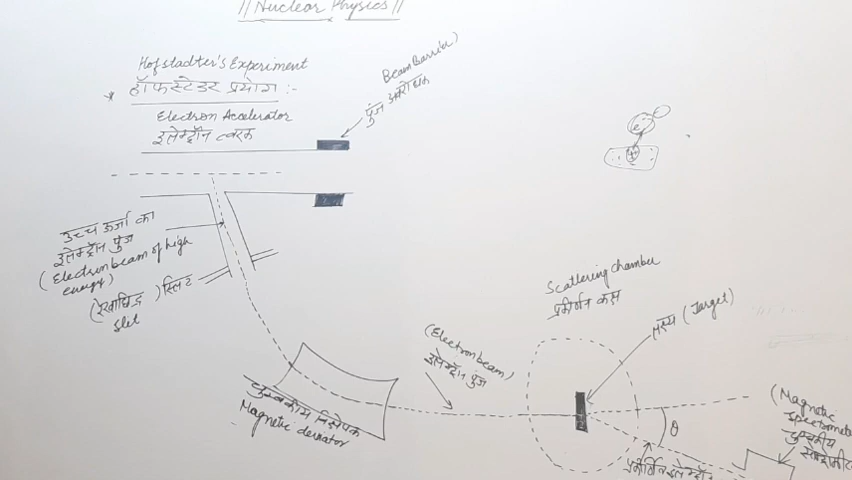 || Nuclear Physics ||
Hofstadter's Experiment
* हॉफस्टेडर प्रयोग :-
Electron Accelerator
इलेक्ट्रॉन त्वरक
Beam Barrier)
पुंज अवरोधक
उच्च ऊर्जा का
इलेक्ट्रॉन पुंज
(Electron beam of high
energy)
(रेखाछिद्र) स्लिट
slit
चुम्बकीय विक्षेपक
Magnetic deviator
(Electron beam)
इलेक्ट्रॉन पुंज
Scattering chamber
प्रकीर्णन कक्ष
लक्ष्य (Target)
θ
प्रकीर्णित इलेक्ट्रॉन
(Magnetic
चुम्बकीय
e⁻